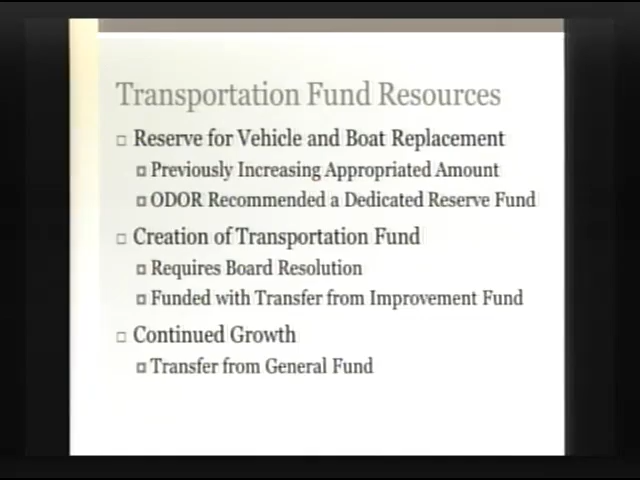 Transportation Fund Resources
Reserve for Vehicle and Boat Replacement
Previously Increasing Appropriated Amount
ODOR Recommended a Dedicated Reserve Fund
Creation of Transportation Fund
Requires Board Resolution
Funded with Transfer from Improvement Fund
Continued Growth
Transfer from General Fund